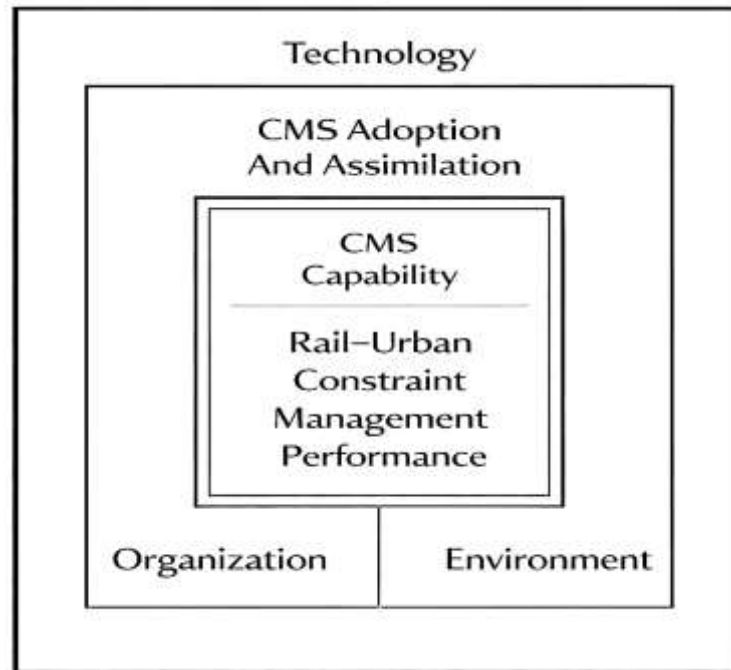 Technology
CMS Adoption
And Assimilation
CMS
Capability
Rail–Urban
Constraint
Management
Performance
Organization
Environment